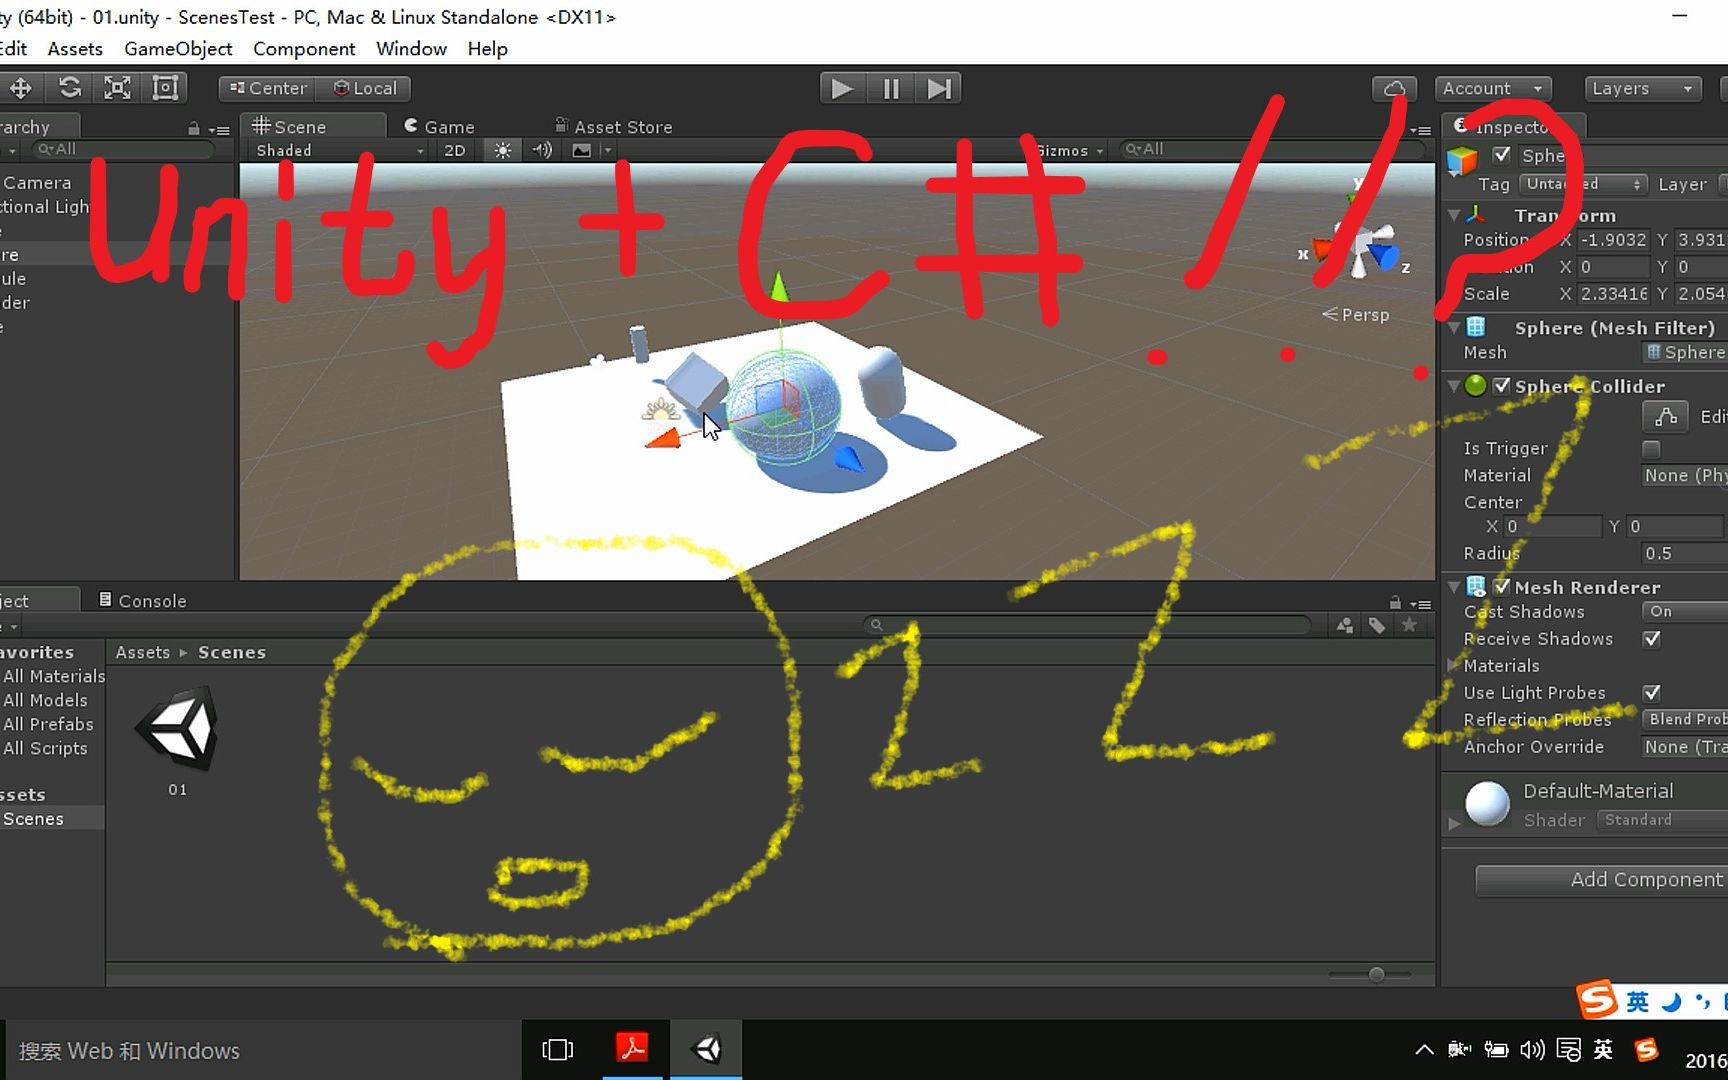 ty (64bit) - 01.unity - ScenesTest - PC, Mac & Linux Standalone <DX11>
Edit Assets GameObject Component Window Help
Center Local Account Layers
rarchy Scene Game Asset Store Inspecto
All Shaded 2D Gizmos All Sphe
Tag Untagged Layer
Camera
ctional Light
re
ule
der
Unity + C# !!?
y
x
z
Persp
Transform
Position X -1.9032 Y 3.931
X 0 Y 0
Scale X 2.33416 Y 2.054
Sphere (Mesh Filter)
Mesh Sphere
Sphere Collider
Edi
Is Trigger
Material None (Phy
Center
X 0 Y 0
Radius 0.5
Mesh Renderer
Cast Shadows On
Receive Shadows
Materials
Use Light Probes
Reflection Probes Blend Prob
Anchor Override None (Tra
Default-Material
Shader Standard
Add Component
ject Console
avorites
All Materials
All Models
All Prefabs
All Scripts
ssets
Scenes
Assets ▸ Scenes
01
z Z Z
英
搜索 Web 和 Windows
英
2016